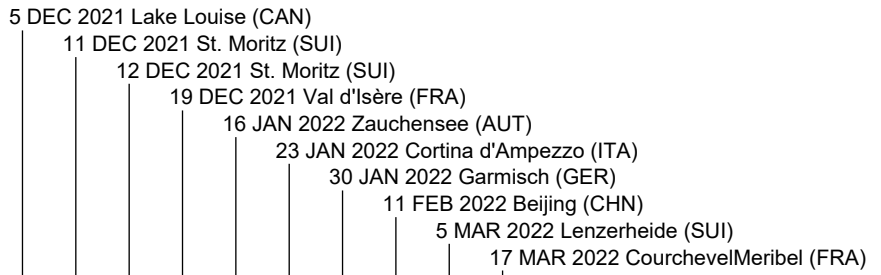 5 DEC 2021 Lake Louise (CAN)
11 DEC 2021 St. Moritz (SUI)
12 DEC 2021 St. Moritz (SUI)
19 DEC 2021 Val d'Isère (FRA)
16 JAN 2022 Zauchensee (AUT)
23 JAN 2022 Cortina d'Ampezzo (ITA)
30 JAN 2022 Garmisch (GER)
11 FEB 2022 Beijing (CHN)
5 MAR 2022 Lenzerheide (SUI)
17 MAR 2022 CourchevelMeribel (FRA)